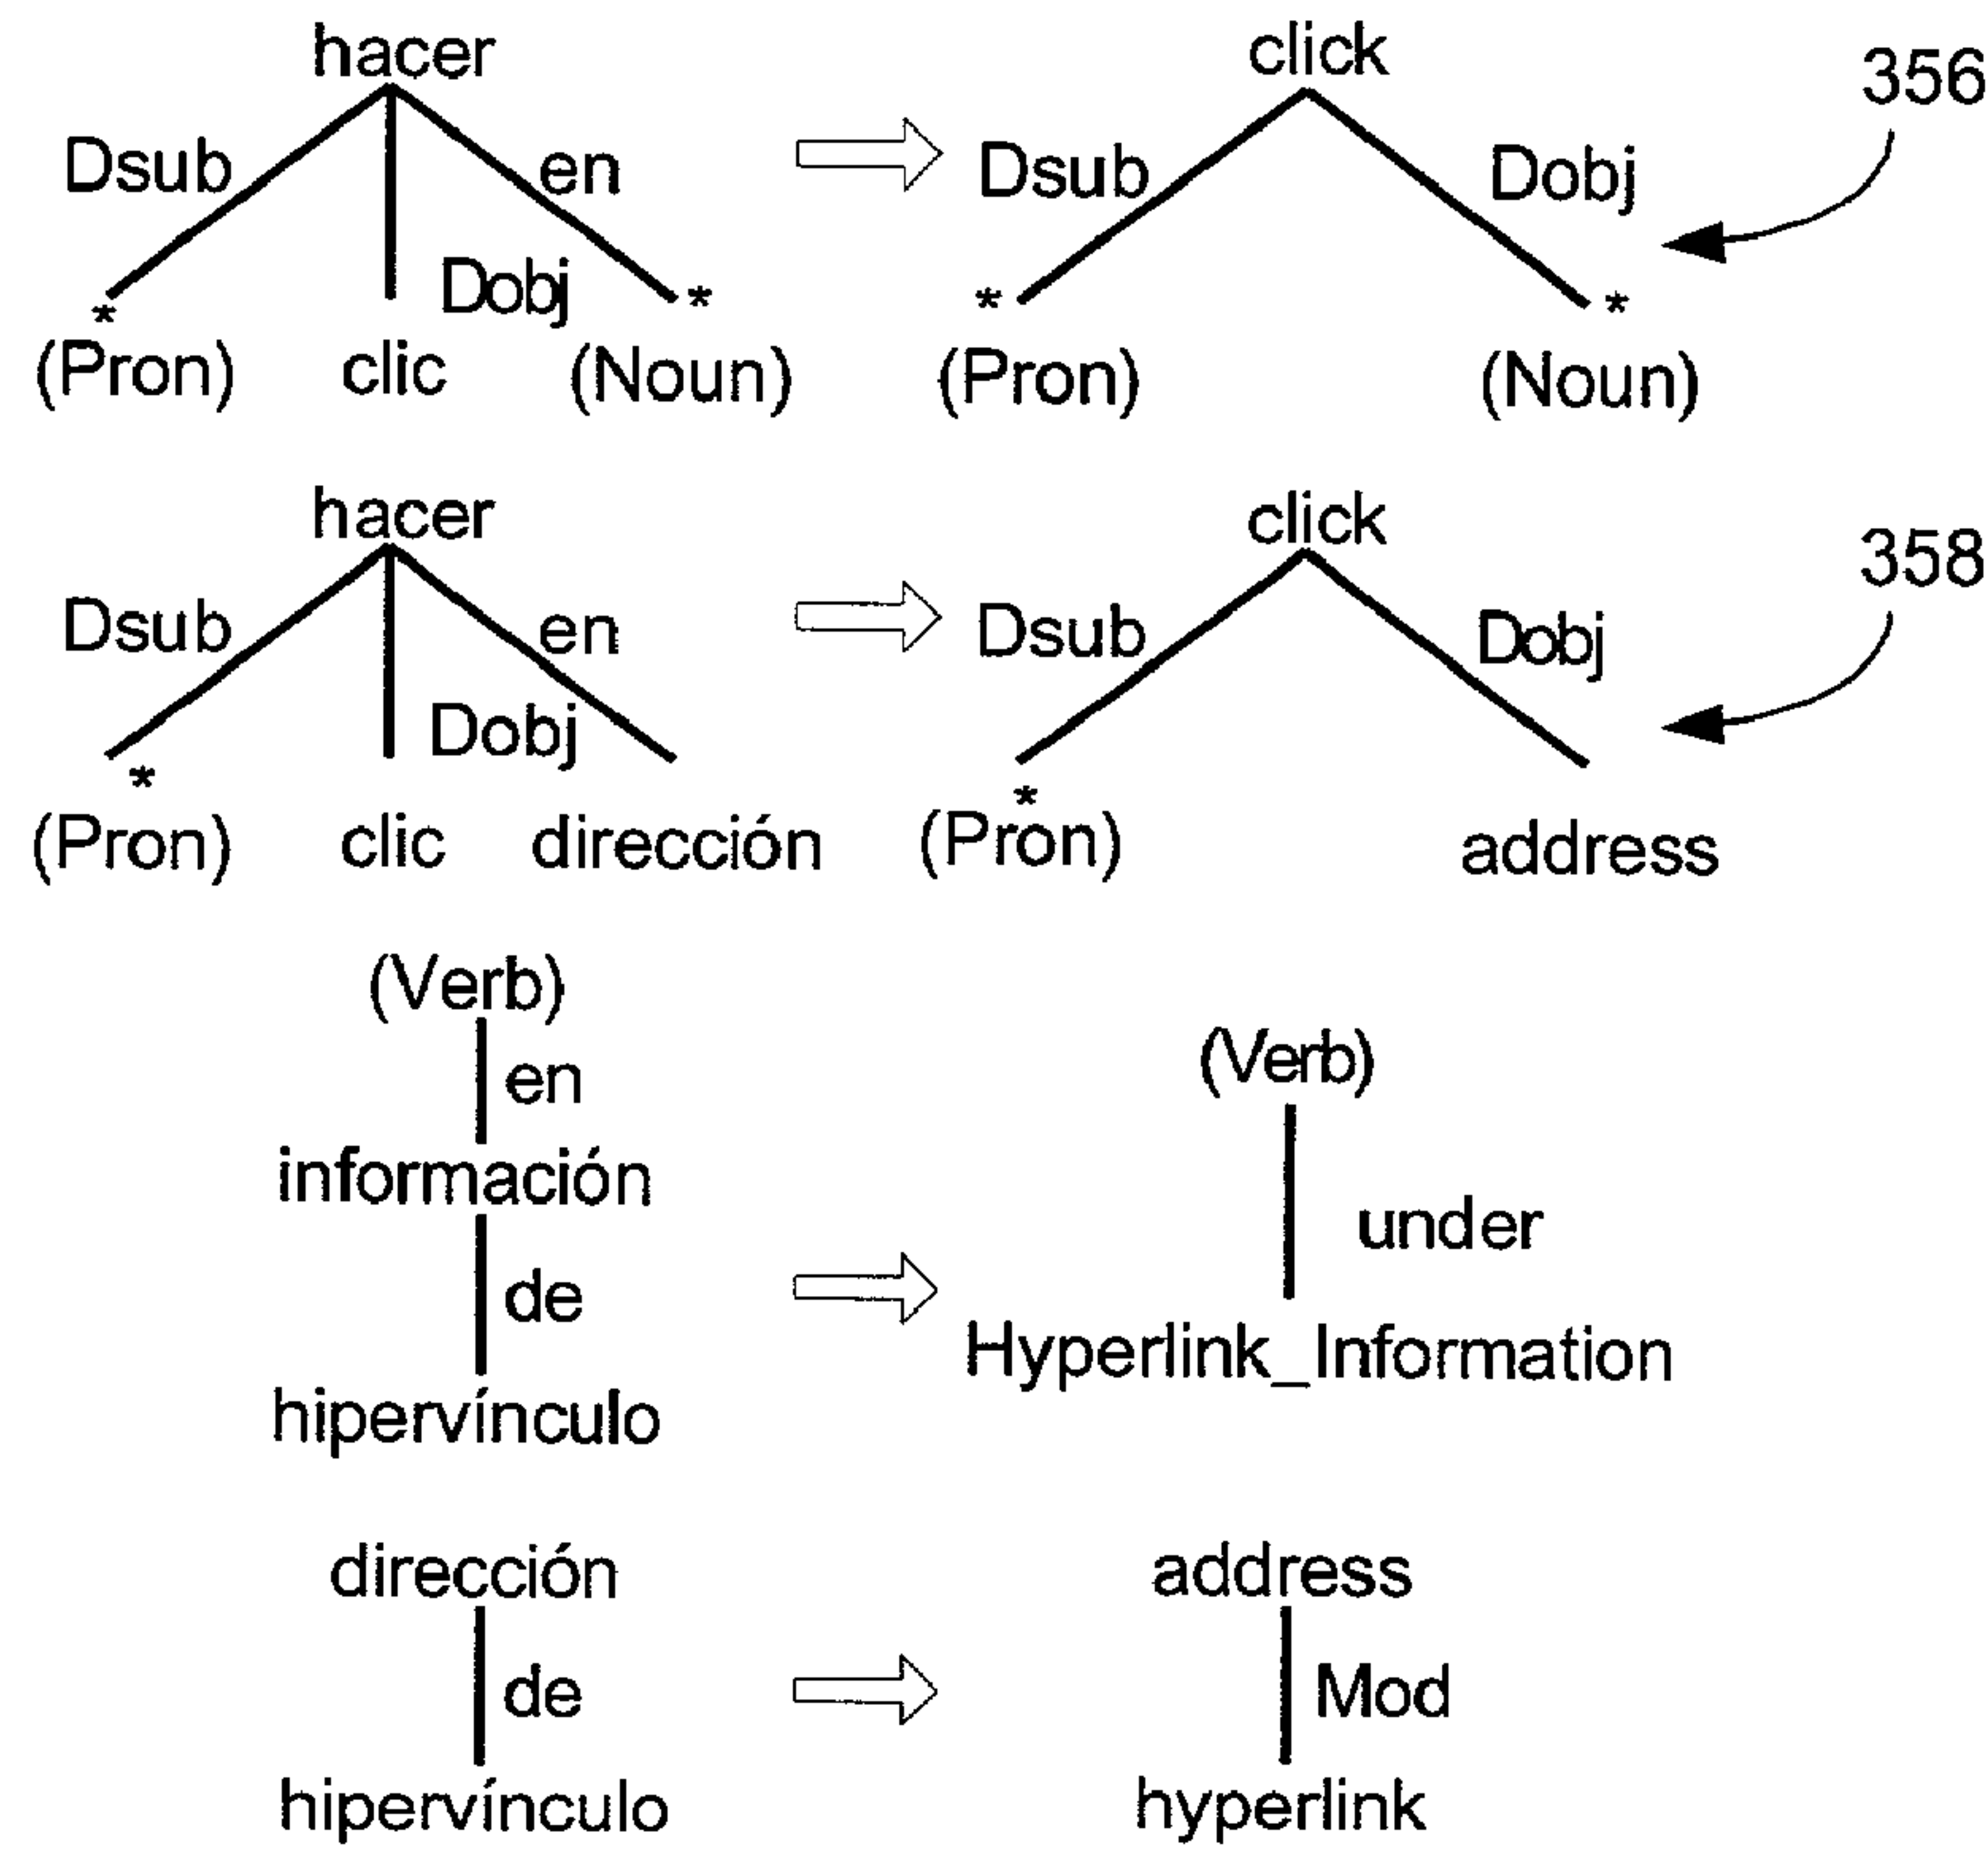 hacer click 356
Dsub en Dsub Dobj
* Dobj * * *
(Pron) clic (Noun) (Pron) (Noun)
hacer click 358
Dsub en Dsub Dobj
* Dobj *
(Pron) clic dirección (Pron) address
(Verb)
en (Verb)
información
under
de
Hyperlink_Information
hipervínculo
dirección address
de Mod
hipervínculo hyperlink